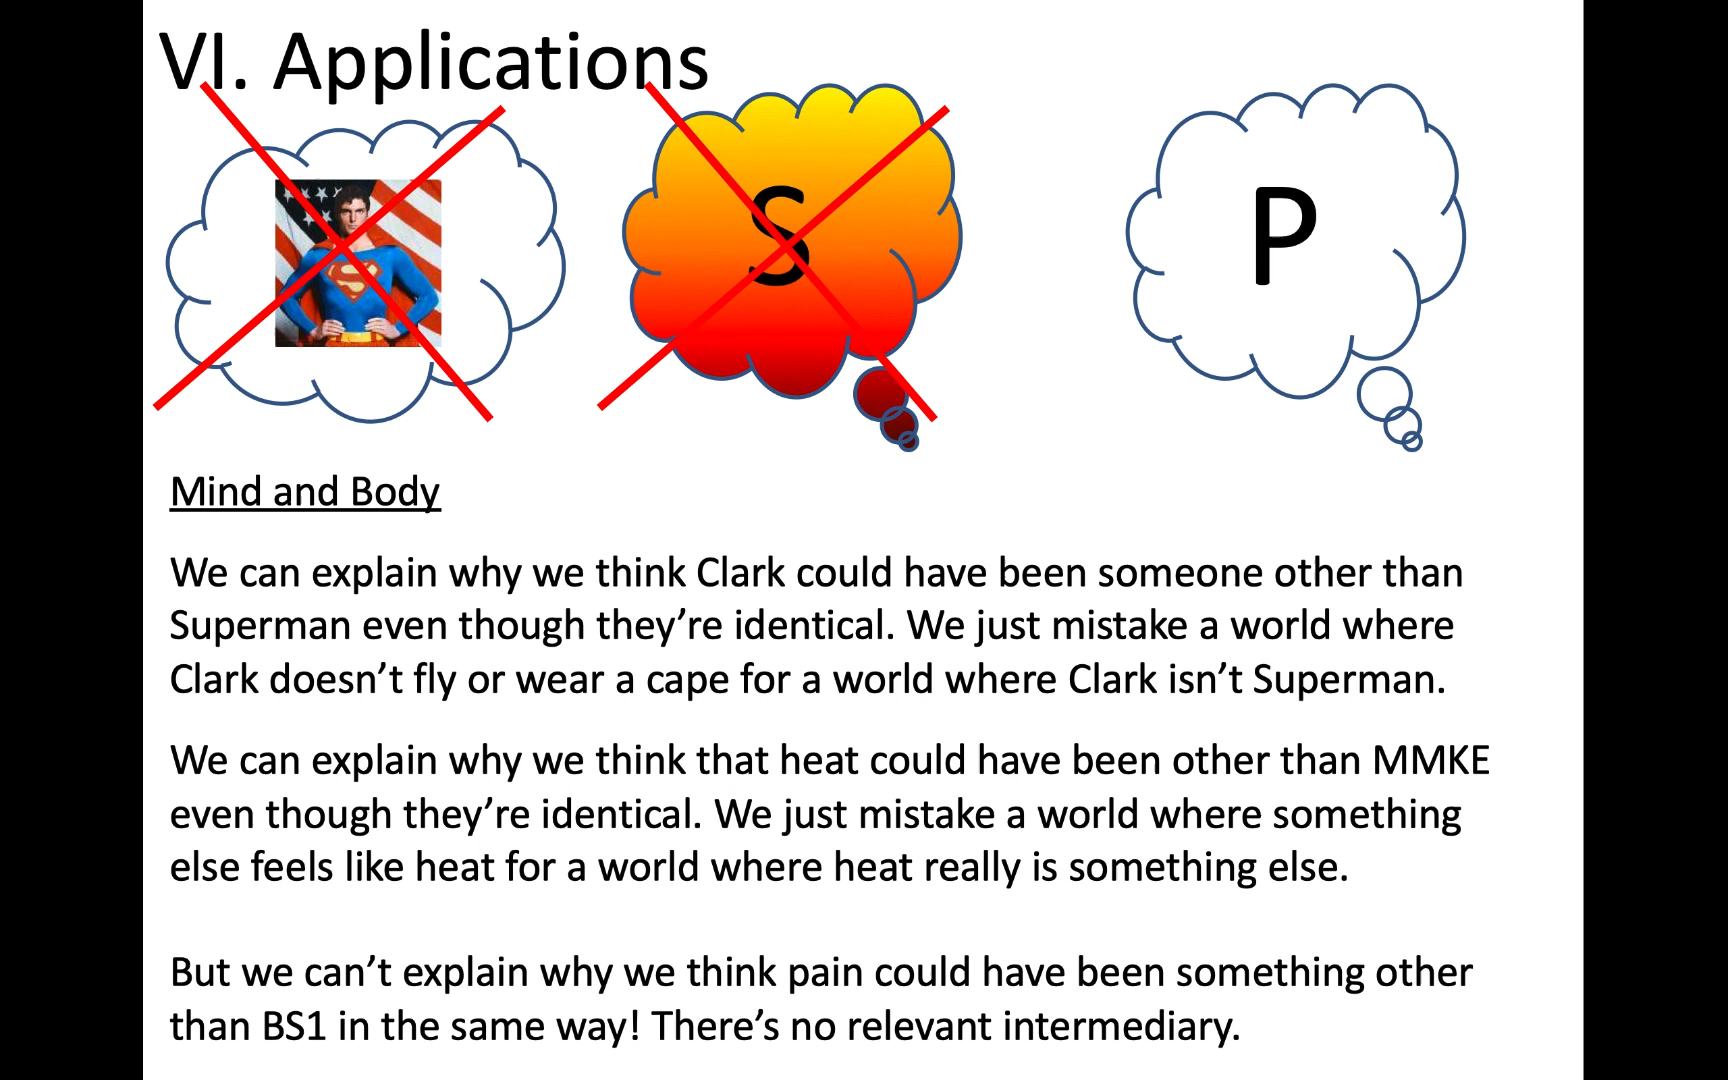 VI. Applications
S
P
Mind and Body
We can explain why we think Clark could have been someone other than
Superman even though they’re identical. We just mistake a world where
Clark doesn’t fly or wear a cape for a world where Clark isn’t Superman.
We can explain why we think that heat could have been other than MMKE
even though they’re identical. We just mistake a world where something
else feels like heat for a world where heat really is something else.
But we can’t explain why we think pain could have been something other
than BS1 in the same way! There’s no relevant intermediary.